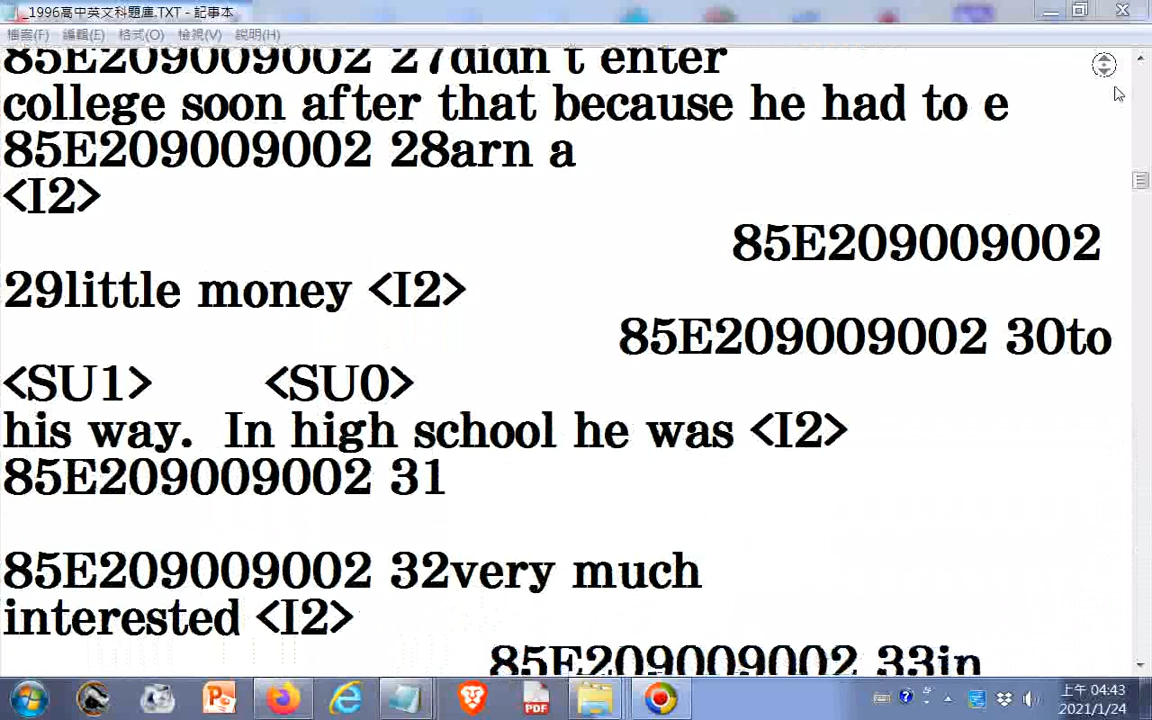 _1996高中英文科題庫.TXT - 記事本
檔案(F) 編輯(E) 格式(O) 檢視(V) 說明(H)
85E209009002 27didn't enter
college soon after that because he had to e
85E209009002 28arn a
<I2>
85E209009002
29little money <I2>
85E209009002 30to
<SU1> <SU0>
his way. In high school he was <I2>
85E209009002 31
85E209009002 32very much
interested <I2>
85E209009002 33in
PDF
上午 04:43
2021/1/24